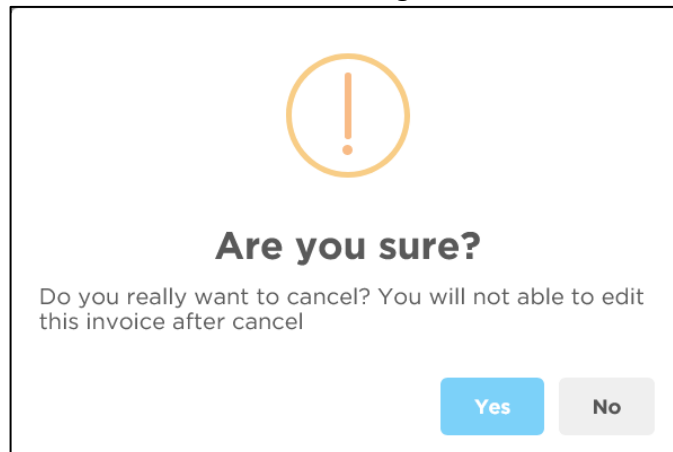 Are you sure?
Do you really want to cancel? You will not able to edit
this invoice after cancel
Yes
No